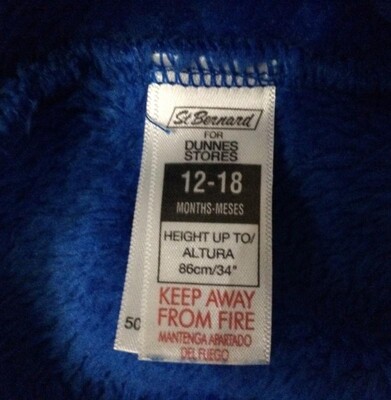 St Bernard
FOR
DUNNES
STORES
12-18
MONTHS-MESES
HEIGHT UP TO/
ALTURA
86cm/34"
KEEP AWAY
FROM FIRE
MANTENGA APARTADO
DEL FUEGO
50